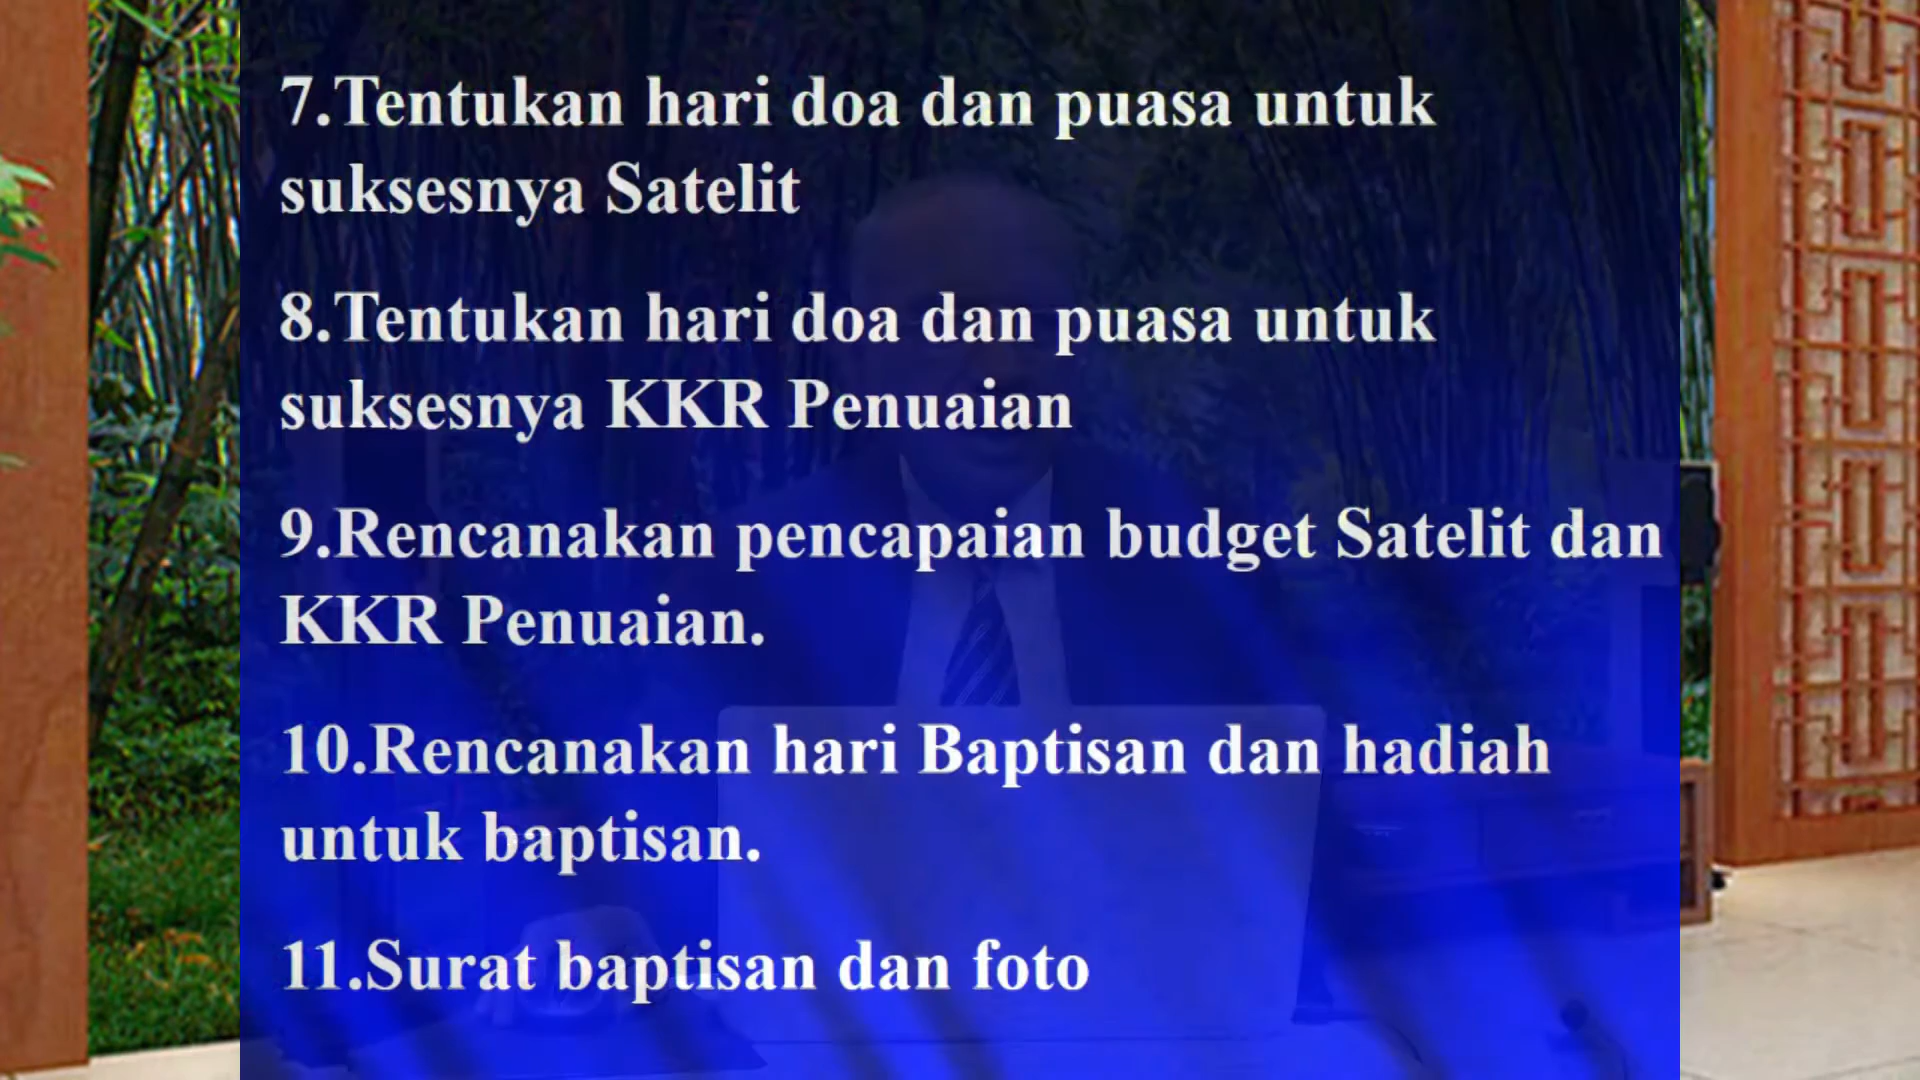 7.Tentukan hari doa dan puasa untuk
suksesnya Satelit
8.Tentukan hari doa dan puasa untuk
suksesnya KKR Penuaian
9.Rencanakan pencapaian budget Satelit dan
KKR Penuaian.
10.Rencanakan hari Baptisan dan hadiah
untuk baptisan.
11.Surat baptisan dan foto